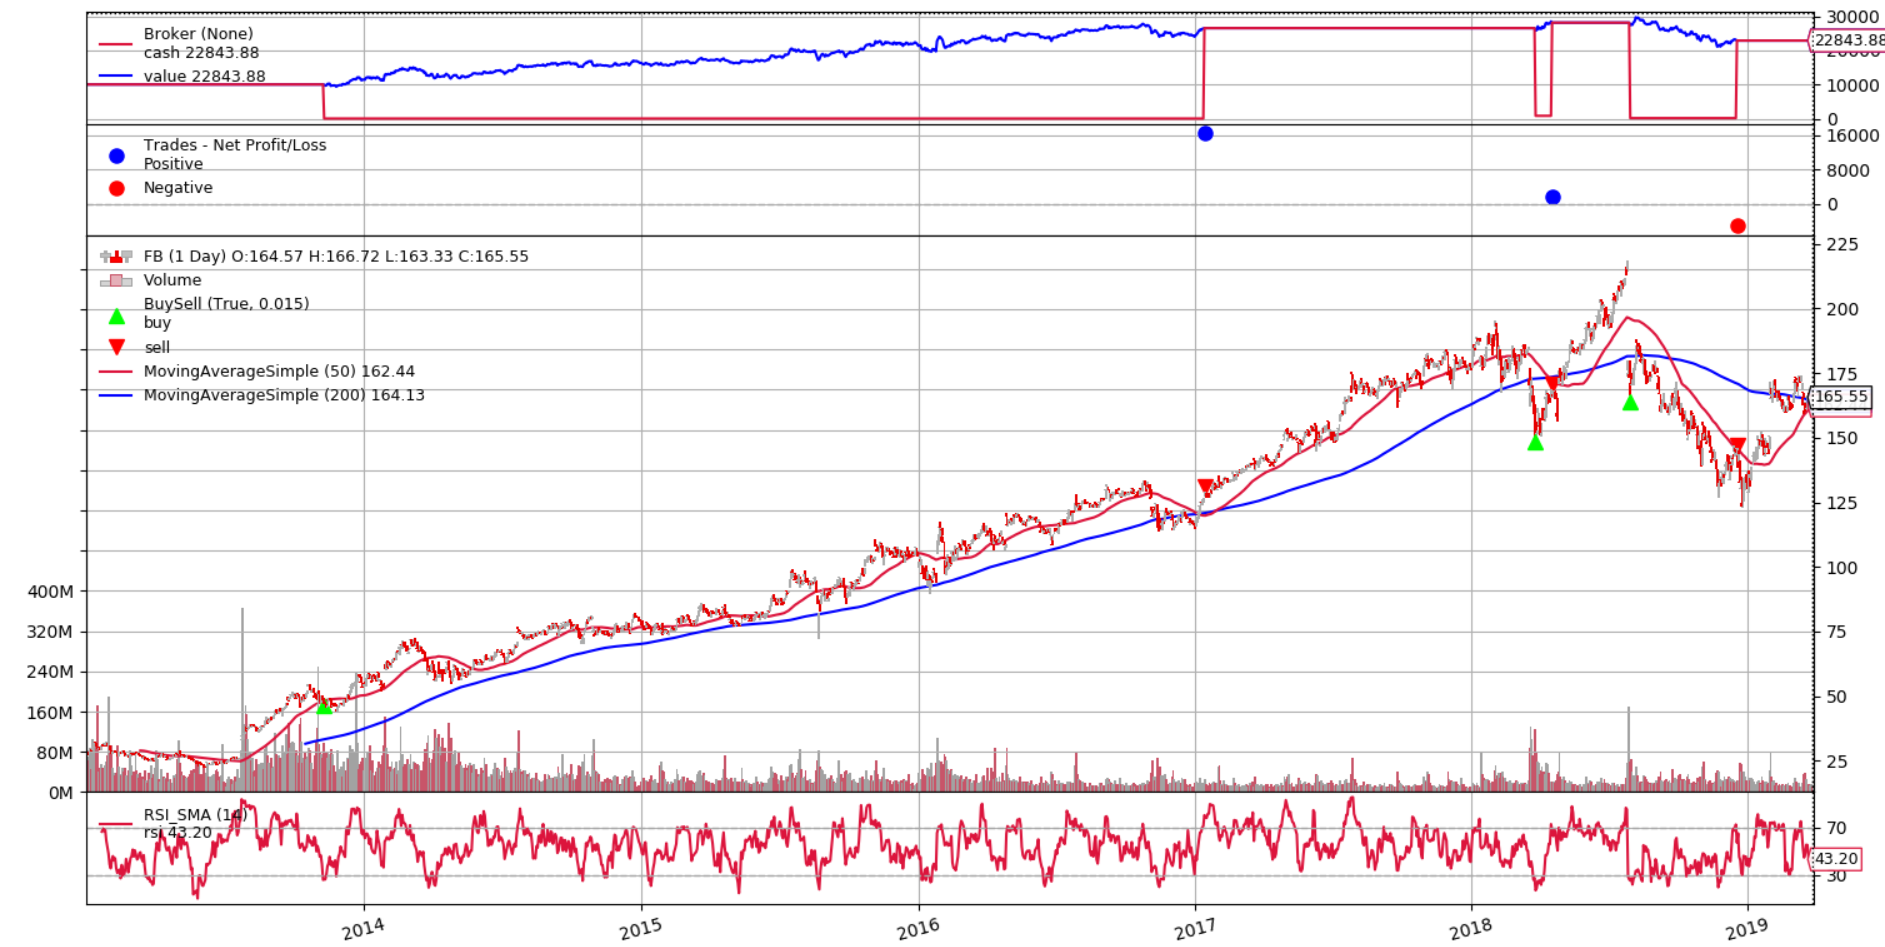 Broker (None)
cash 22843.88
value 22843.88
30000
22843.88
10000
0
Trades - Net Profit/Loss
Positive
Negative
16000
8000
0
FB (1 Day) O:164.57 H:166.72 L:163.33 C:165.55
Volume
BuySell (True, 0.015)
buy
sell
MovingAverageSimple (50) 162.44
MovingAverageSimple (200) 164.13
225
200
175
165.55
150
125
100
75
50
25
400M
320M
240M
160M
80M
0M
RSI_SMA (14)
rsi 43.20
70
43.20
30
2014
2015
2016
2017
2018
2019